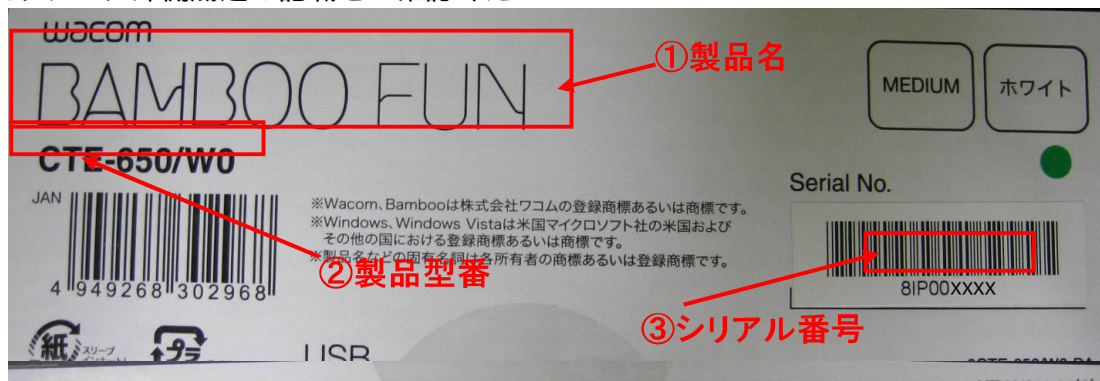 wacom
BAMBOO FUN
①製品名
MEDIUM
ホワイト
CTE-650/W0
JAN
※Wacom、Bambooは株式会社ワコムの登録商標あるいは商標です。
※Windows、Windows Vistaは米国マイクロソフト社の米国および
その他の国における登録商標あるいは商標です。
※製品名などの固有名詞は各所有者の商標あるいは登録商標です。
Serial No.
②製品型番
4 949268 302968
8IP00XXXX
③シリアル番号
紙
スリーブ
プラ
USB